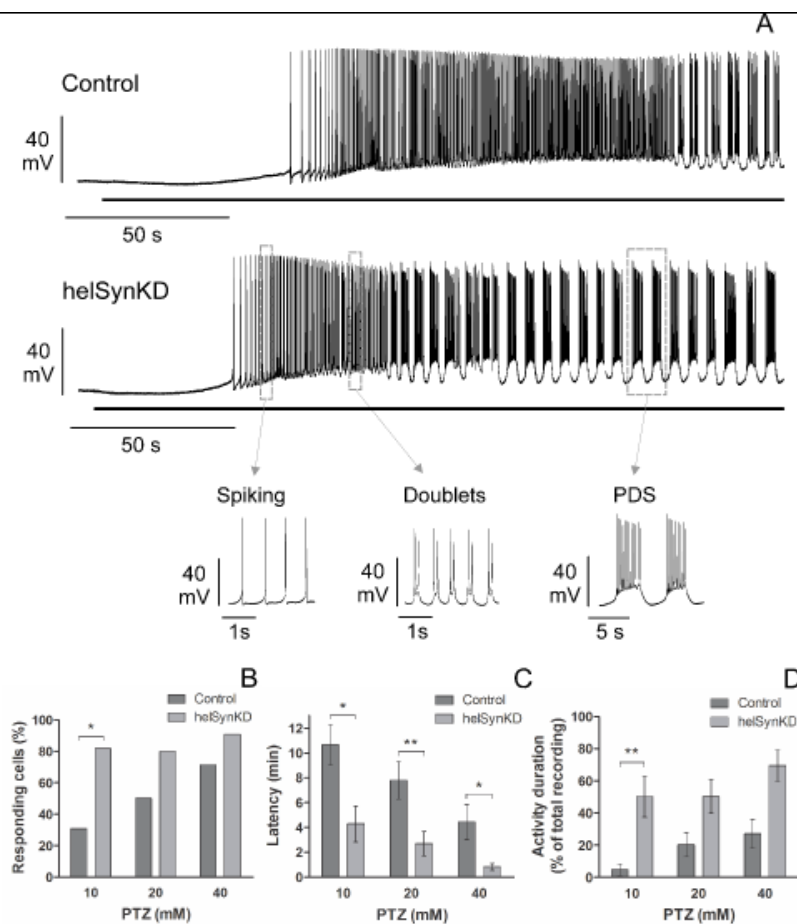 A
Control
40
mV
50 s
helSynKD
40
mV
50 s
Spiking
Doublets
PDS
40
mV
1s
40
mV
1s
40
mV
5 s
B
Control
helSynKD
*
Responding cells (%)
100
80
60
40
20
0
10 20 40
PTZ (mM)
C
Control
helSynKD
*
**
*
Latency (min)
12
10
8
6
4
2
0
10 20 40
PTZ (mM)
D
Control
helSynKD
**
Activity duration
(% of total recording)
100
80
60
40
20
0
10 20 40
PTZ (mM)